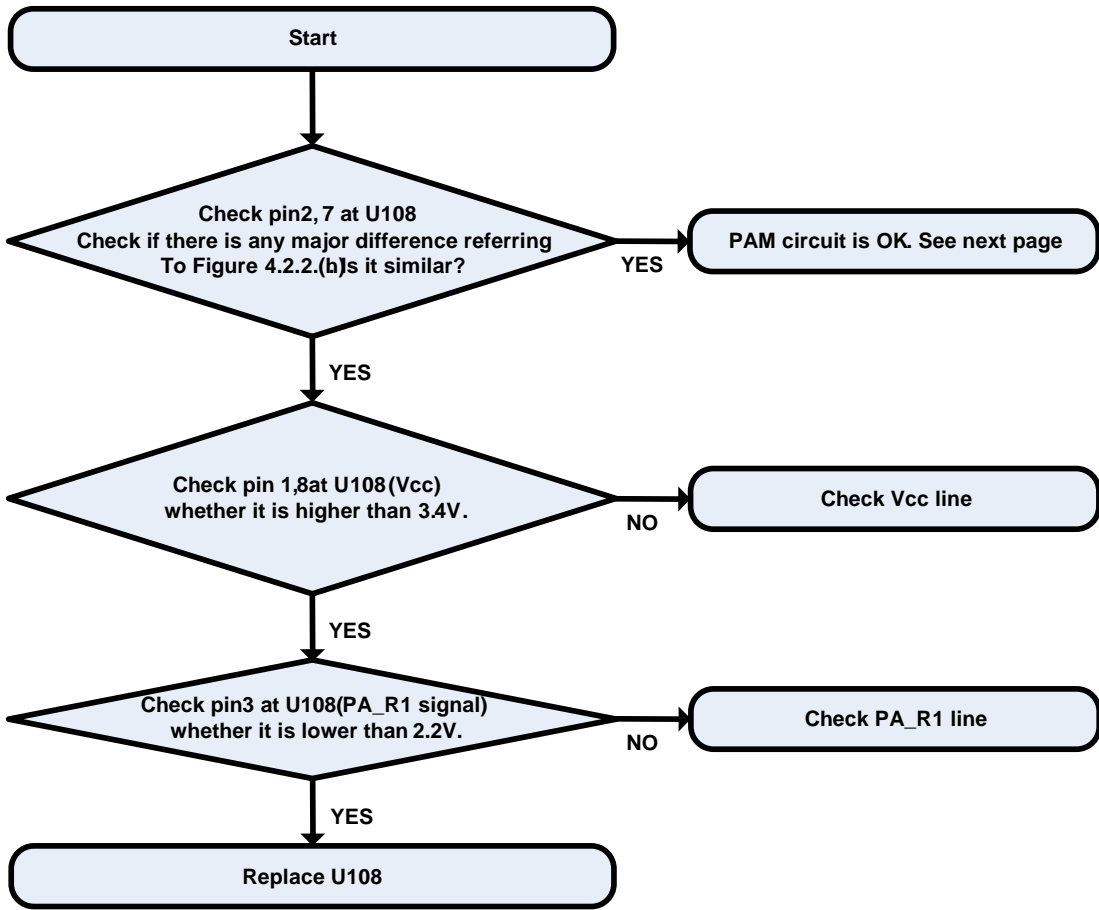 Start
Check pin2, 7 at U108
Check if there is any major difference referring
To Figure 4.2.2.(h)Is it similar?
YES
PAM circuit is OK. See next page
YES
Check pin 1,8at U108(Vcc)
whether it is higher than 3.4V.
NO
Check Vcc line
YES
Check pin3 at U108(PA_R1 signal)
whether it is lower than 2.2V.
NO
Check PA_R1 line
YES
Replace U108